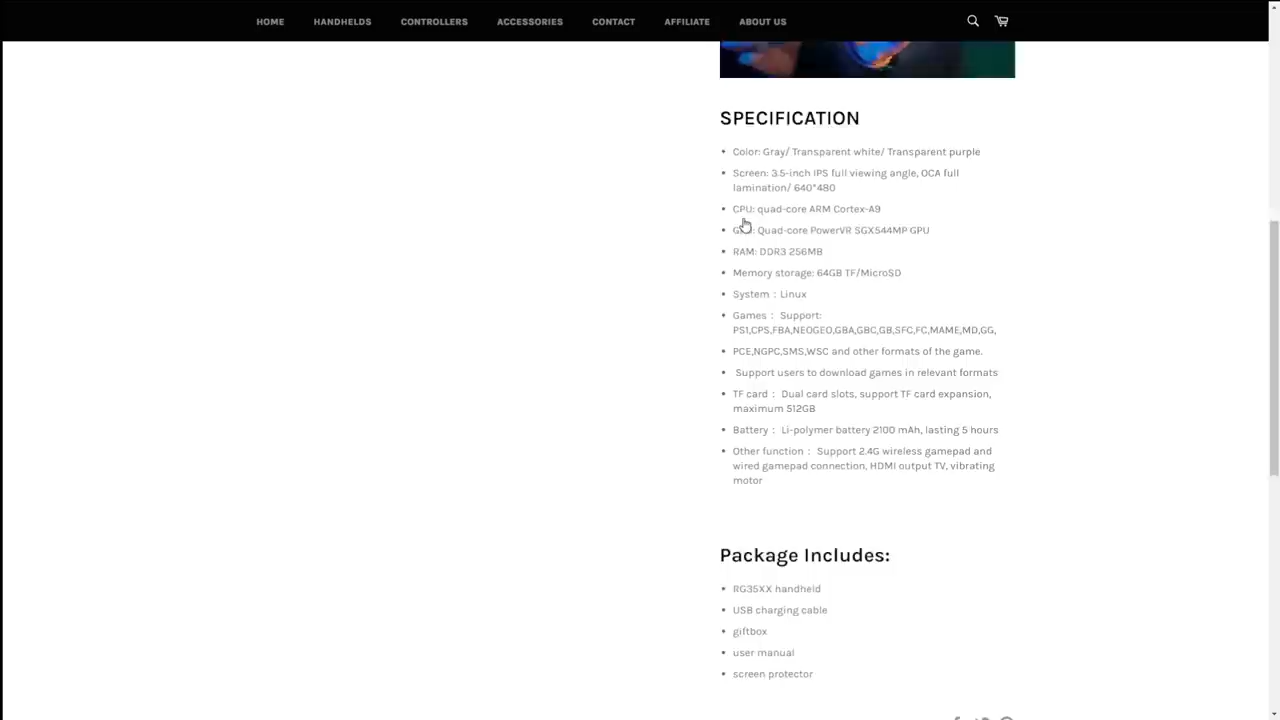 HOME HANDHELDS CONTROLLERS ACCESSORIES CONTACT AFFILIATE ABOUT US
SPECIFICATION
Color: Gray/ Transparent white/ Transparent purple
Screen: 3.5-inch IPS full viewing angle, OCA full
lamination/ 640*480
CPU: quad-core ARM Cortex-A9
Quad-core PowerVR SGX544MP GPU
RAM: DDR3 256MB
Memory storage: 64GB TF/MicroSD
System：Linux
Games： Support:
PS1,CPS,FBA,NEOGEO,GBA,GBC,GB,SFC,FC,MAME,MD,GG,
PCE,NGPC,SMS,WSC and other formats of the game.
Support users to download games in relevant formats
TF card： Dual card slots, support TF card expansion,
maximum 512GB
Battery： Li-polymer battery 2100 mAh, lasting 5 hours
Other function： Support 2.4G wireless gamepad and
wired gamepad connection, HDMI output TV, vibrating
motor
Package Includes:
RG35XX handheld
USB charging cable
giftbox
user manual
screen protector